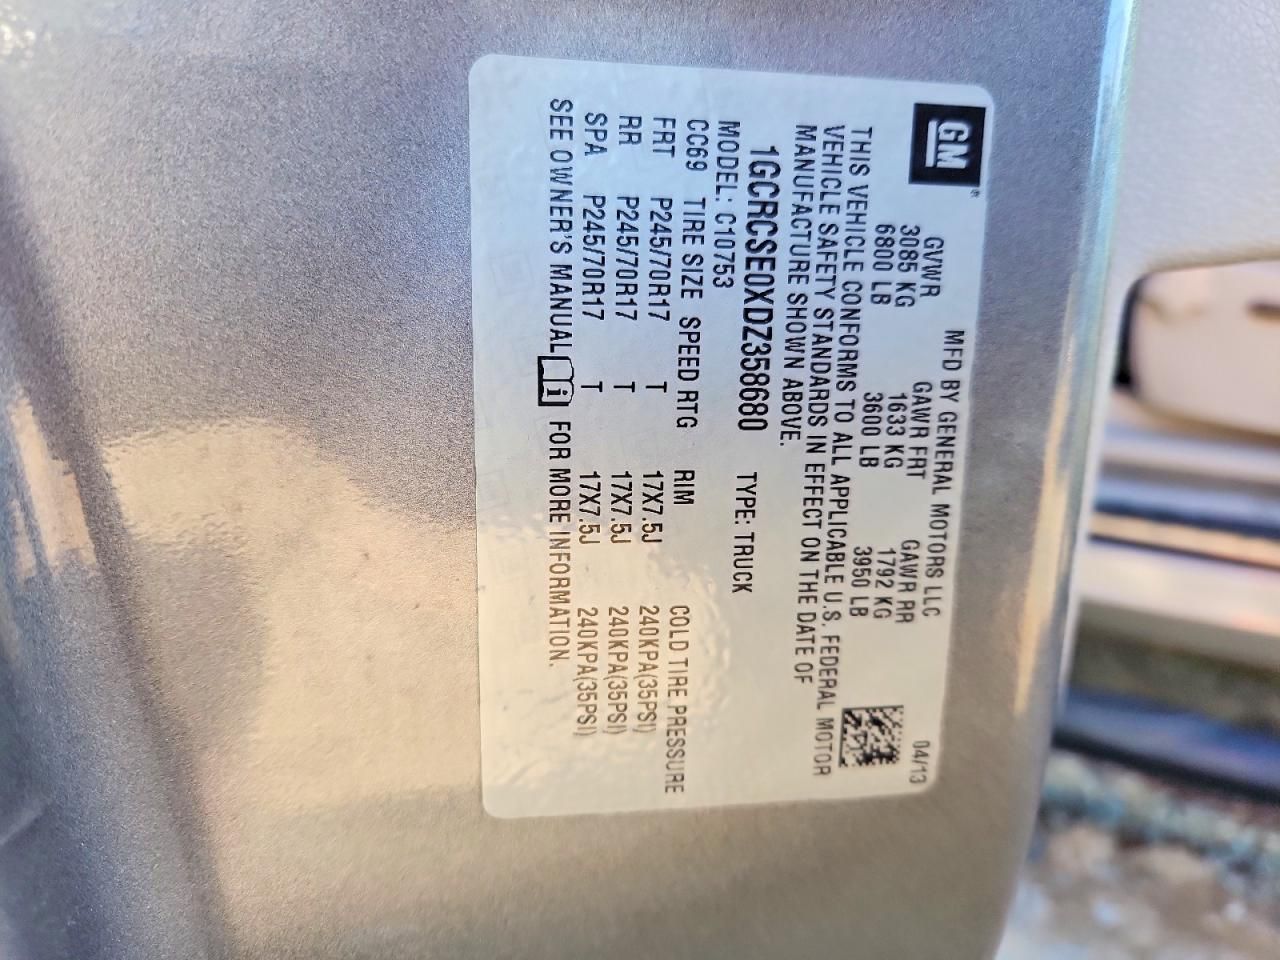 GM®
MFD BY GENERAL MOTORS LLC 04/13
GVWR GAWR FRT GAWR RR
3085 KG 1633 KG 1792 KG
6800 LB 3600 LB 3950 LB
THIS VEHICLE CONFORMS TO ALL APPLICABLE U.S. FEDERAL MOTOR
VEHICLE SAFETY STANDARDS IN EFFECT ON THE DATE OF
MANUFACTURE SHOWN ABOVE.
1GCRCSE0XDZ358680 TYPE: TRUCK
MODEL: C10753
CC69 TIRE SIZE SPEED RTG RIM COLD TIRE PRESSURE
FRT P245/70R17 T 17X7.5J 240KPA(35PSI)
RR P245/70R17 T 17X7.5J 240KPA(35PSI)
SPA P245/70R17 T 17X7.5J 240KPA(35PSI)
SEE OWNER'S MANUAL i FOR MORE INFORMATION.